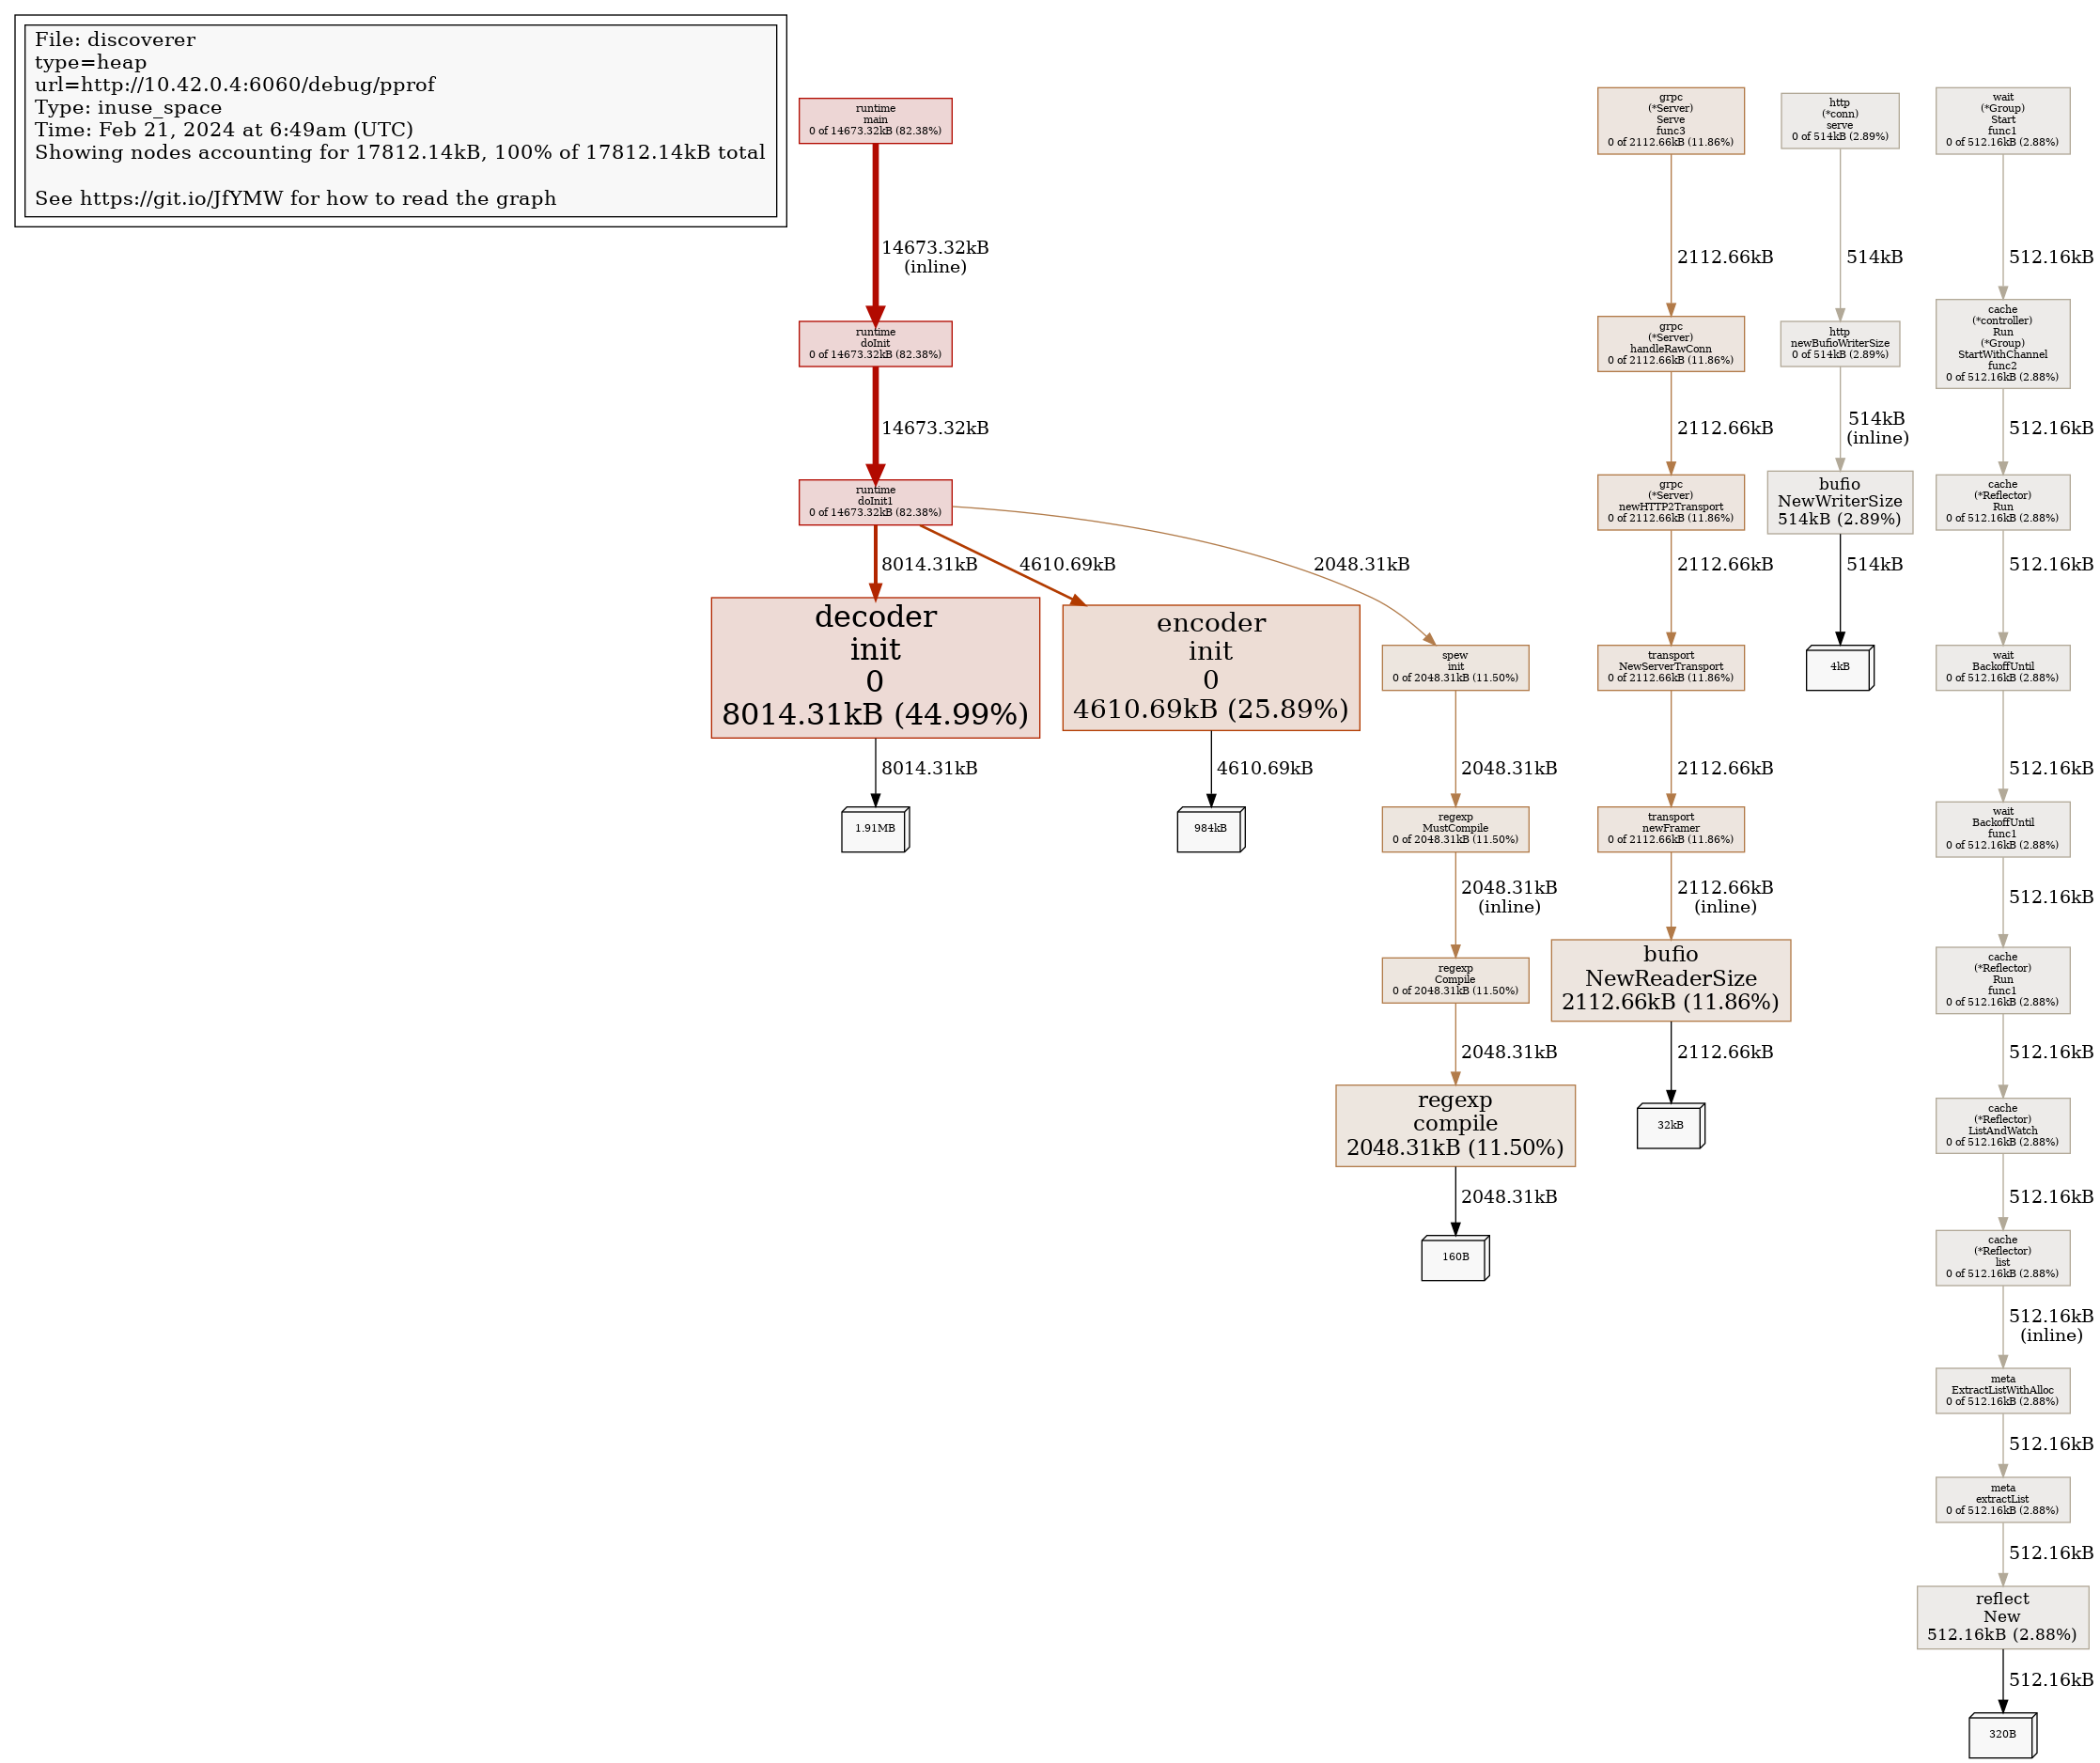 File: discoverer
type=heap
url=http://10.42.0.4:6060/debug/pprof
Type: inuse_space
Time: Feb 21, 2024 at 6:49am (UTC)
Showing nodes accounting for 17812.14kB, 100% of 17812.14kB total
See https://git.io/JfYMW for how to read the graph
runtime
main
0 of 14673.32kB (82.38%)
14673.32kB
(inline)
runtime
doInit
0 of 14673.32kB (82.38%)
14673.32kB
runtime
doInit1
0 of 14673.32kB (82.38%)
8014.31kB
4610.69kB
2048.31kB
decoder
init
0
8014.31kB (44.99%)
8014.31kB
1.91MB
encoder
init
0
4610.69kB (25.89%)
4610.69kB
984kB
spew
init
0 of 2048.31kB (11.50%)
2048.31kB
regexp
MustCompile
0 of 2048.31kB (11.50%)
2048.31kB
(inline)
regexp
Compile
0 of 2048.31kB (11.50%)
2048.31kB
regexp
compile
2048.31kB (11.50%)
2048.31kB
160B
grpc
(*Server)
Serve
func3
0 of 2112.66kB (11.86%)
2112.66kB
grpc
(*Server)
handleRawConn
0 of 2112.66kB (11.86%)
2112.66kB
grpc
(*Server)
newHTTP2Transport
0 of 2112.66kB (11.86%)
2112.66kB
transport
NewServerTransport
0 of 2112.66kB (11.86%)
2112.66kB
transport
newFramer
0 of 2112.66kB (11.86%)
2112.66kB
(inline)
bufio
NewReaderSize
2112.66kB (11.86%)
2112.66kB
32kB
http
(*conn)
serve
0 of 514kB (2.89%)
514kB
http
newBufioWriterSize
0 of 514kB (2.89%)
514kB
(inline)
bufio
NewWriterSize
514kB (2.89%)
514kB
4kB
wait
(*Group)
Start
func1
0 of 512.16kB (2.88%)
512.16kB
cache
(*controller)
Run
(*Group)
StartWithChannel
func2
0 of 512.16kB (2.88%)
512.16kB
cache
(*Reflector)
Run
0 of 512.16kB (2.88%)
512.16kB
wait
BackoffUntil
0 of 512.16kB (2.88%)
512.16kB
wait
BackoffUntil
func1
0 of 512.16kB (2.88%)
512.16kB
cache
(*Reflector)
Run
func1
0 of 512.16kB (2.88%)
512.16kB
cache
(*Reflector)
ListAndWatch
0 of 512.16kB (2.88%)
512.16kB
cache
(*Reflector)
list
0 of 512.16kB (2.88%)
512.16kB
(inline)
meta
ExtractListWithAlloc
0 of 512.16kB (2.88%)
512.16kB
meta
extractList
0 of 512.16kB (2.88%)
512.16kB
reflect
New
512.16kB (2.88%)
512.16kB
320B